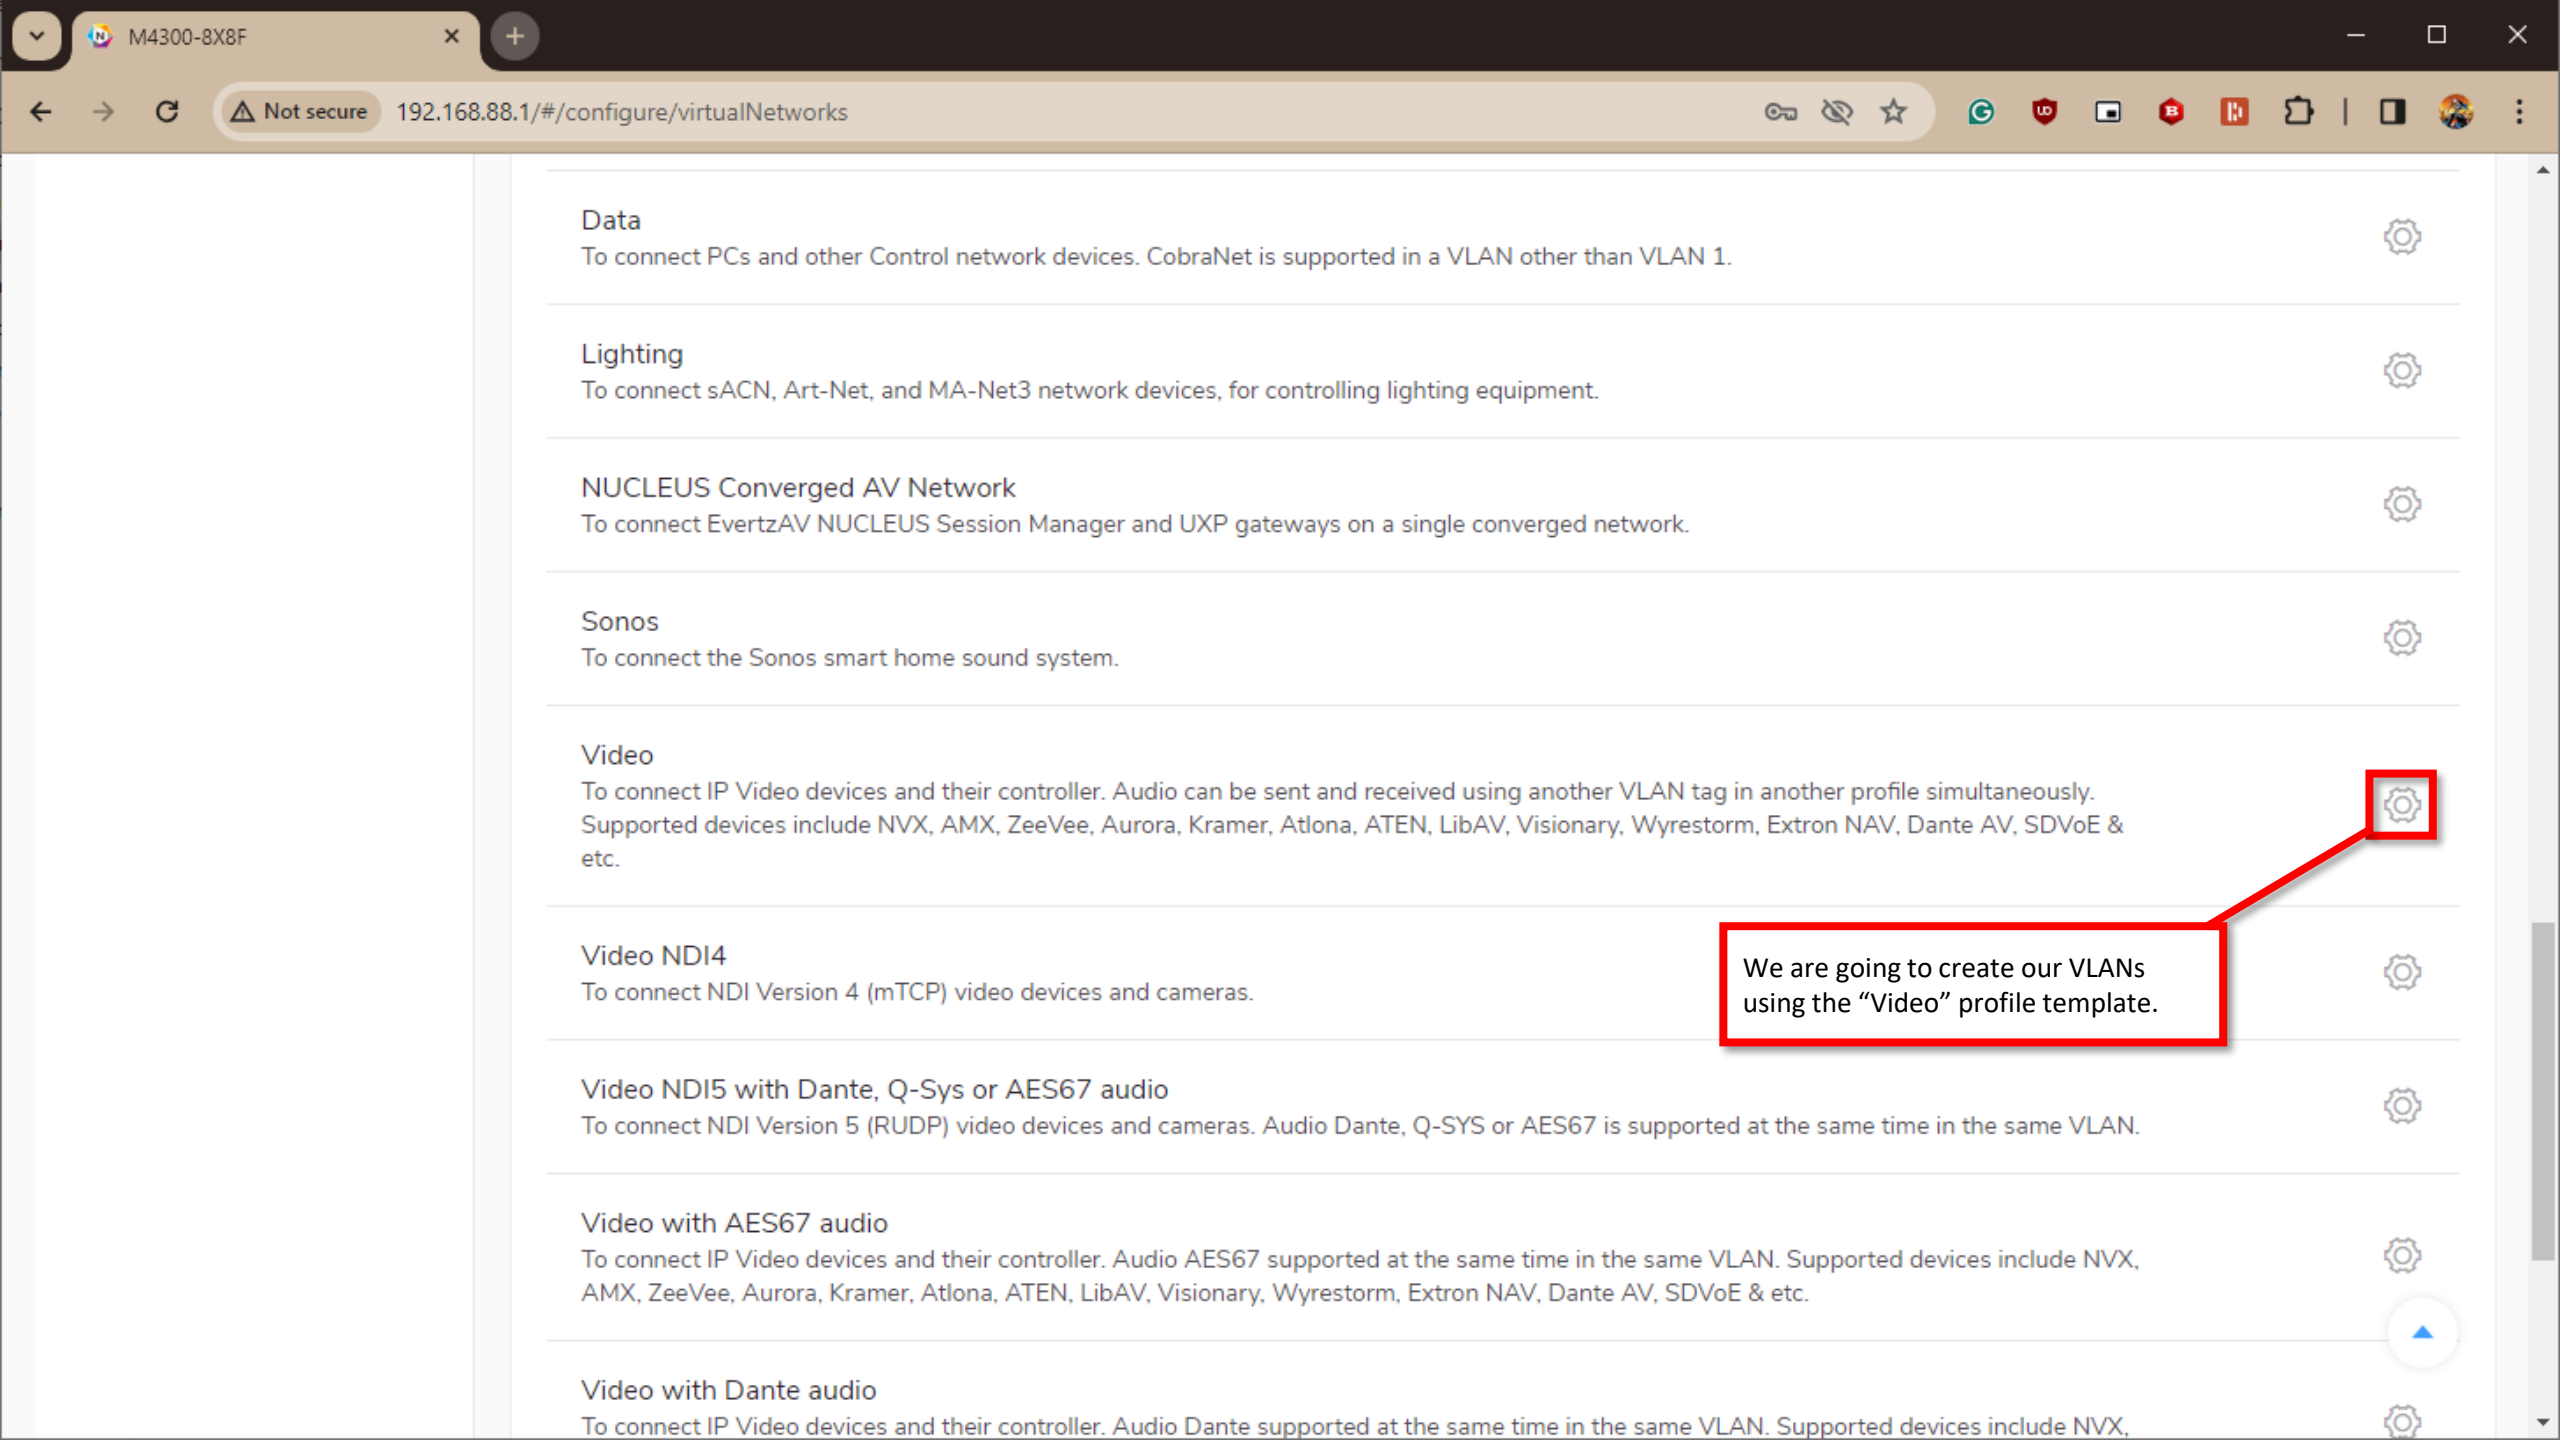 M4300-8X8F
Not secure 192.168.88.1/#/configure/virtualNetworks
Data
To connect PCs and other Control network devices. CobraNet is supported in a VLAN other than VLAN 1.
Lighting
To connect sACN, Art-Net, and MA-Net3 network devices, for controlling lighting equipment.
NUCLEUS Converged AV Network
To connect EvertzAV NUCLEUS Session Manager and UXP gateways on a single converged network.
Sonos
To connect the Sonos smart home sound system.
Video
To connect IP Video devices and their controller. Audio can be sent and received using another VLAN tag in another profile simultaneously.
Supported devices include NVX, AMX, ZeeVee, Aurora, Kramer, Atlona, ATEN, LibAV, Visionary, Wyrestorm, Extron NAV, Dante AV, SDVoE &
etc.
We are going to create our VLANs
using the “Video” profile template.
Video NDI4
To connect NDI Version 4 (mTCP) video devices and cameras.
Video NDI5 with Dante, Q-Sys or AES67 audio
To connect NDI Version 5 (RUDP) video devices and cameras. Audio Dante, Q-SYS or AES67 is supported at the same time in the same VLAN.
Video with AES67 audio
To connect IP Video devices and their controller. Audio AES67 supported at the same time in the same VLAN. Supported devices include NVX,
AMX, ZeeVee, Aurora, Kramer, Atlona, ATEN, LibAV, Visionary, Wyrestorm, Extron NAV, Dante AV, SDVoE & etc.
Video with Dante audio
To connect IP Video devices and their controller. Audio Dante supported at the same time in the same VLAN. Supported devices include NVX,